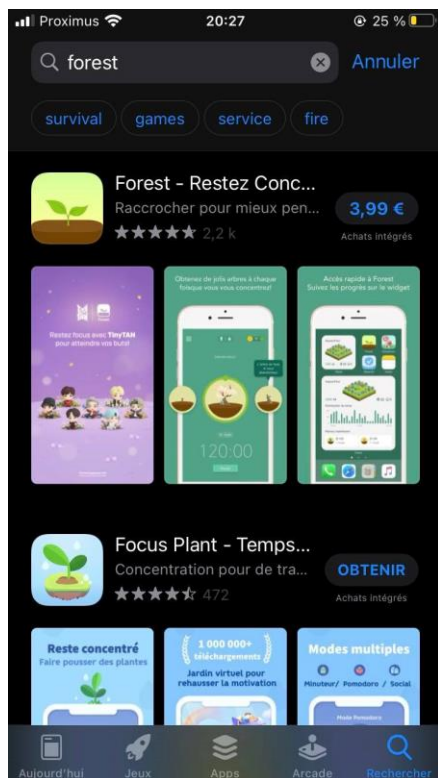 Proximus
20:27
25 %
forest
Annuler
survival
games
service
fire
Forest - Restez Conc...
Raccrocher pour mieux pen...
2,2 k
3,99 €
Achats intégrés
Restez focus avec TinyTAN
pour atteindre vos buts!
Obtenez de jolis arbres à chaque
fois que vous vous concentrez!
120:00
Accès rapide à Forest
Suivez les progrès sur le widget
Focus Plant - Temps...
Concentration pour de tra...
472
OBTENIR
Achats intégrés
Reste concentré
Faire pousser des plantes
1 000 000+
téléchargements
Jardin virtuel pour
rehausser la motivation
Modes multiples
Minuteur/ Pomodoro / Social
Mode Pomodoro
Aujourd'hui
Jeux
Apps
Arcade
Rechercher